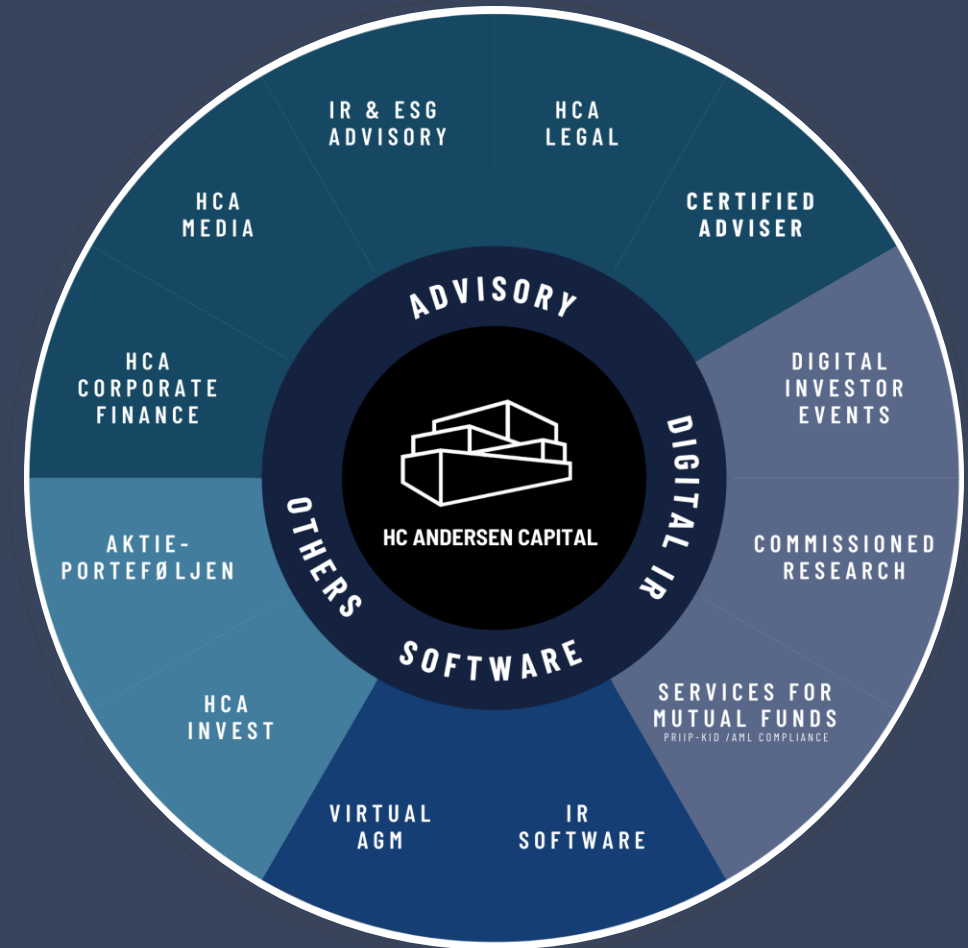 IR & ESG
ADVISORY
HCA
LEGAL
CERTIFIED
ADVISER
DIGITAL
INVESTOR
EVENTS
COMMISSIONED
RESEARCH
SERVICES FOR
MUTUAL FUNDS
PRIIP-KID /AML COMPLIANCE
IR
SOFTWARE
VIRTUAL
AGM
HCA
INVEST
AKTIE-
PORTEFØLJEN
HCA
CORPORATE
FINANCE
HCA
MEDIA
ADVISORY
DIGITAL IR
SOFTWARE
OTHERS
HC ANDERSEN CAPITAL